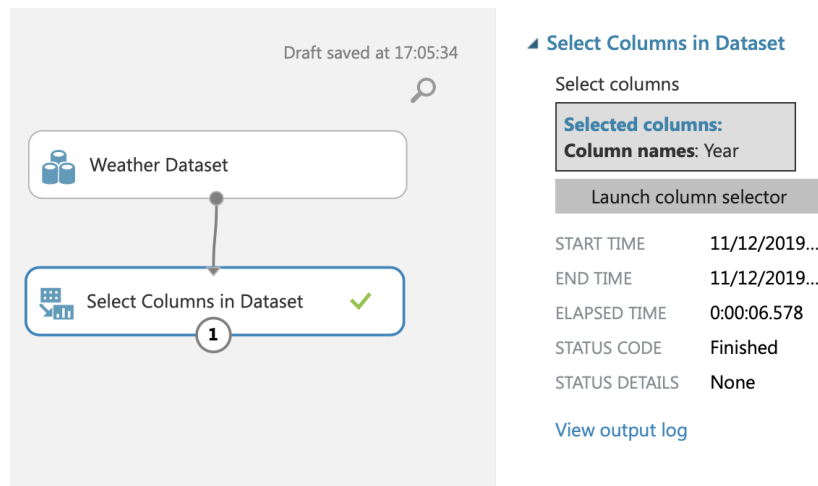 Draft saved at 17:05:34
Weather Dataset
Select Columns in Dataset
1
Select Columns in Dataset
Select columns
Selected columns:
Column names: Year
Launch column selector
START TIME 11/12/2019...
END TIME 11/12/2019...
ELAPSED TIME 0:00:06.578
STATUS CODE Finished
STATUS DETAILS None
View output log